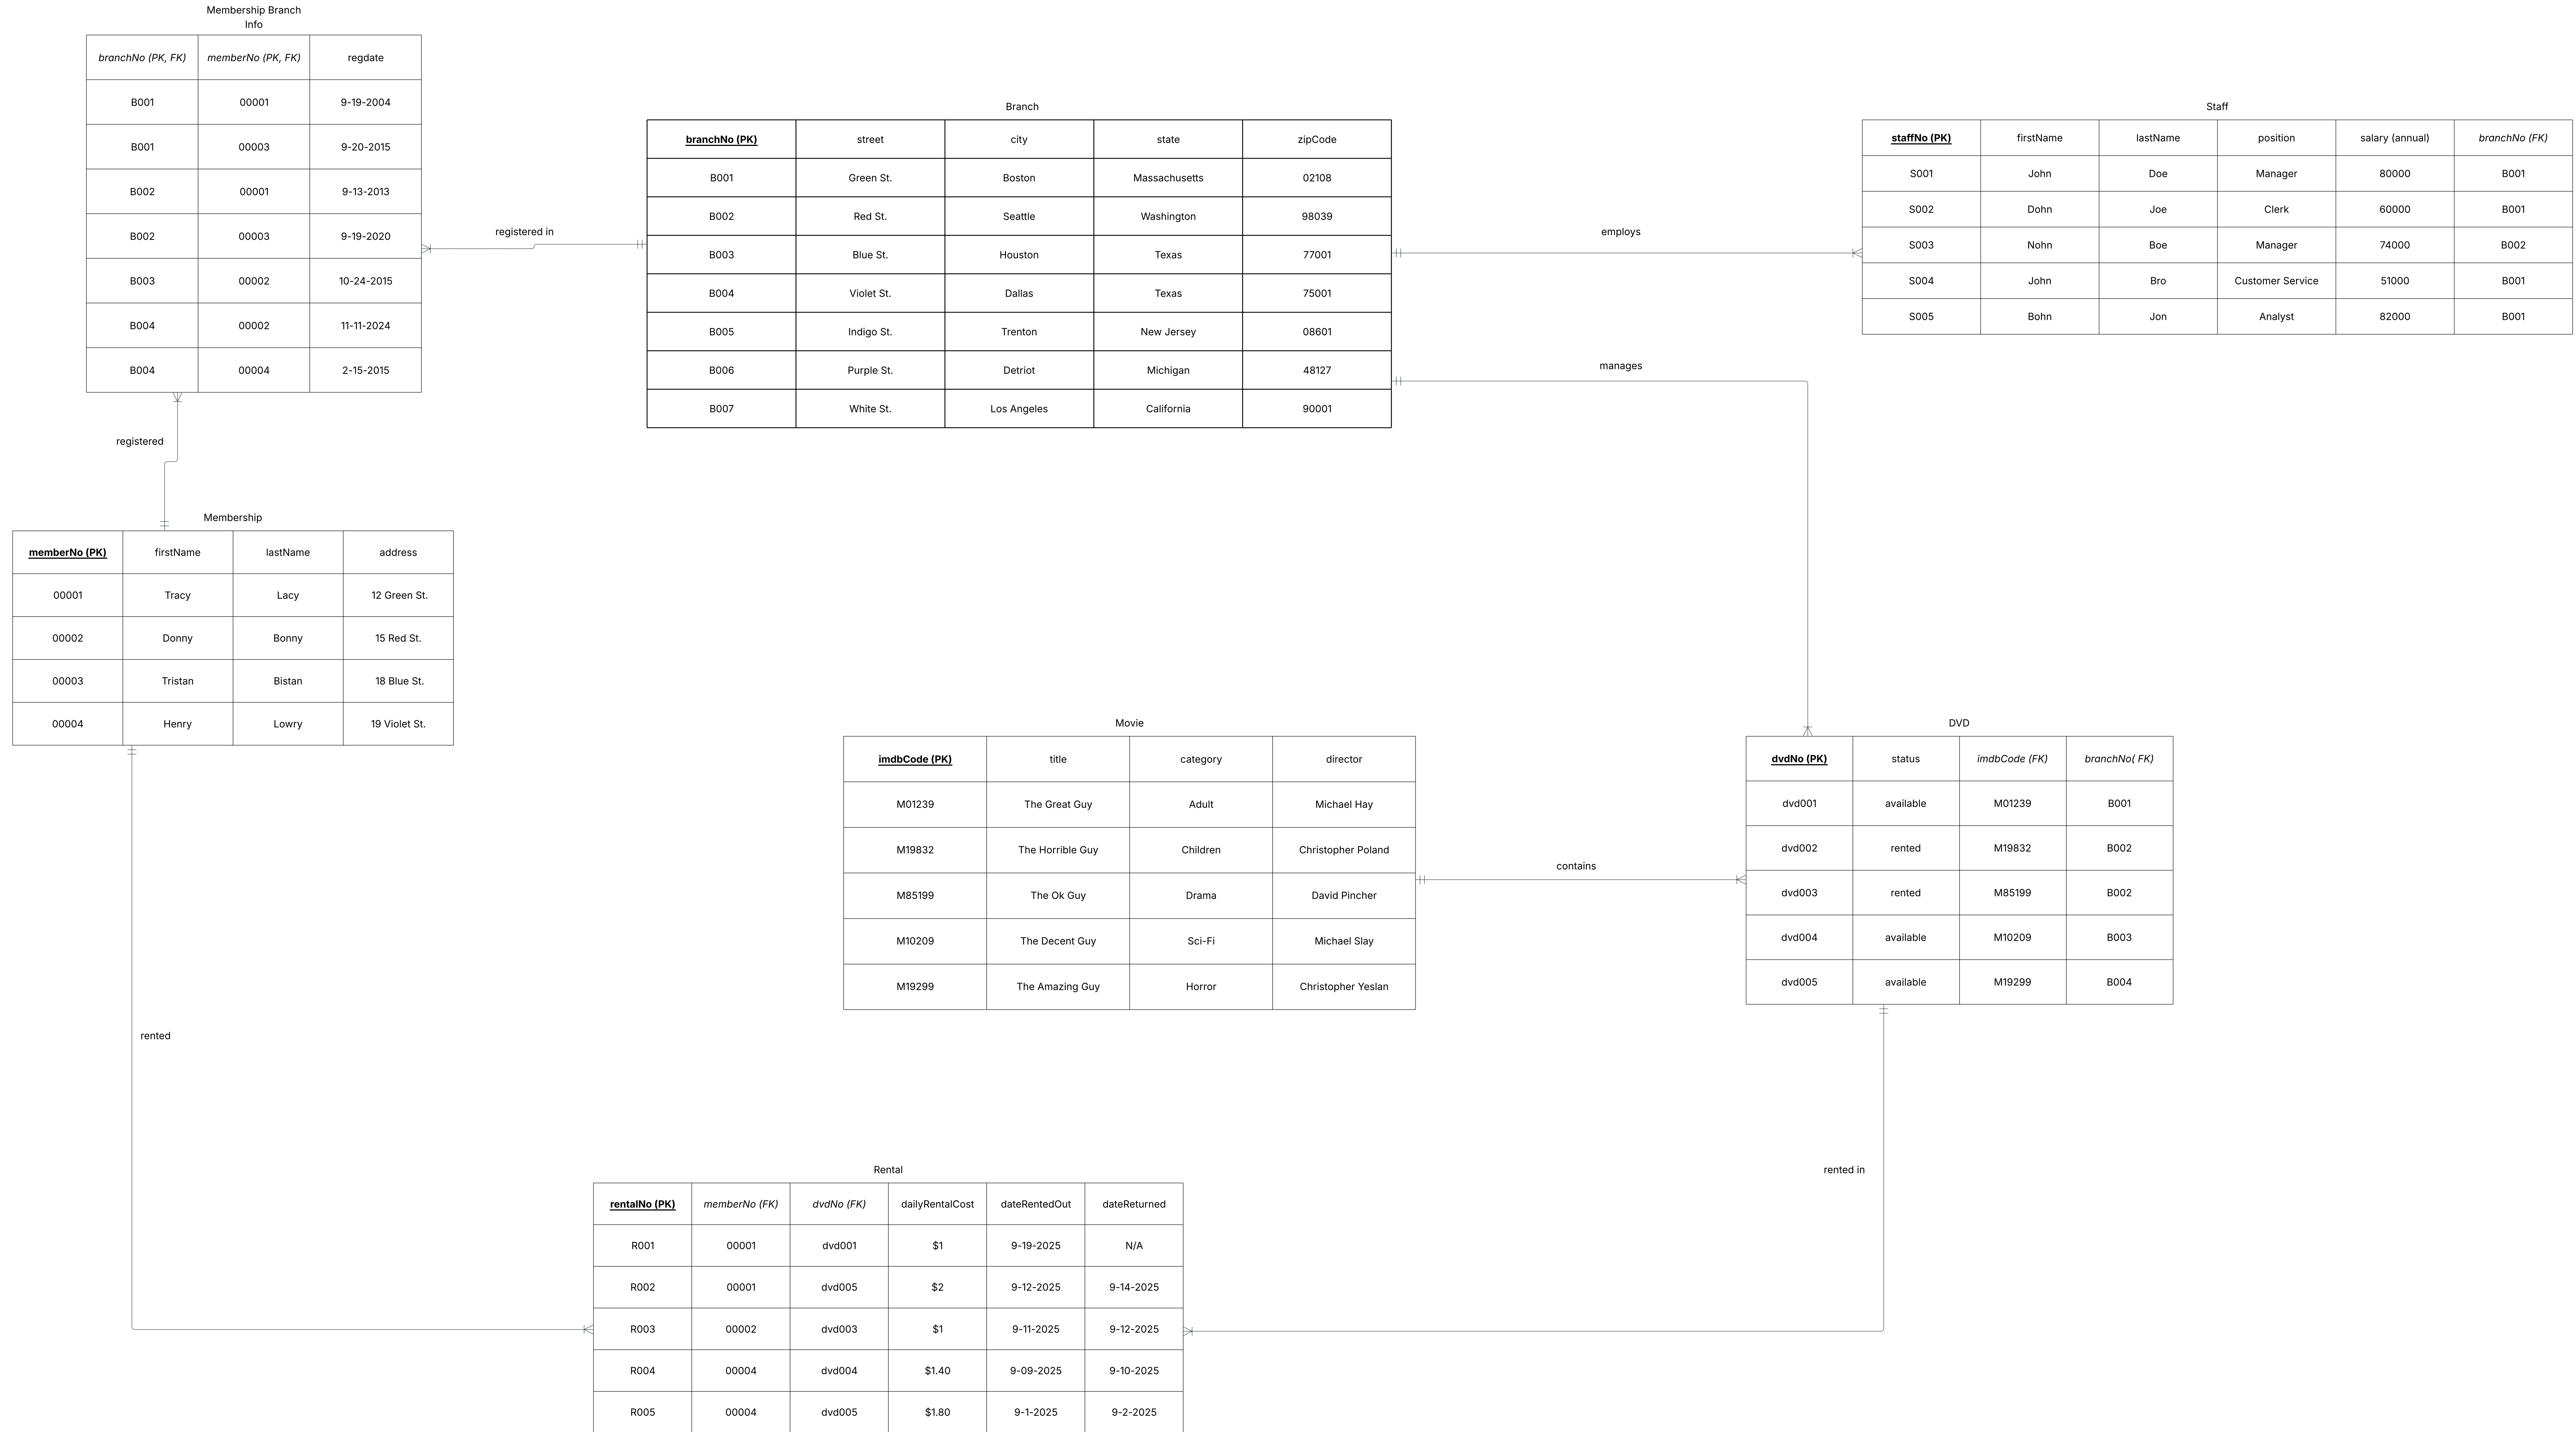 Membership Branch
Info
branchNo (PK, FK) memberNo (PK, FK) regdate
B001 00001 9-19-2004
B001 00003 9-20-2015
B002 00001 9-13-2013
B002 00003 9-19-2020
B003 00002 10-24-2015
B004 00002 11-11-2024
B004 00004 2-15-2015
registered in
Branch
branchNo (PK) street city state zipCode
B001 Green St. Boston Massachusetts 02108
B002 Red St. Seattle Washington 98039
B003 Blue St. Houston Texas 77001
B004 Violet St. Dallas Texas 75001
B005 Indigo St. Trenton New Jersey 08601
B006 Purple St. Detriot Michigan 48127
B007 White St. Los Angeles California 90001
employs
manages
Staff
staffNo (PK) firstName lastName position salary (annual) branchNo (FK)
S001 John Doe Manager 80000 B001
S002 Dohn Joe Clerk 60000 B001
S003 Nohn Boe Manager 74000 B002
S004 John Bro Customer Service 51000 B001
S005 Bohn Jon Analyst 82000 B001
registered
Membership
memberNo (PK) firstName lastName address
00001 Tracy Lacy 12 Green St.
00002 Donny Bonny 15 Red St.
00003 Tristan Bistan 18 Blue St.
00004 Henry Lowry 19 Violet St.
rented
Movie
imdbCode (PK) title category director
M01239 The Great Guy Adult Michael Hay
M19832 The Horrible Guy Children Christopher Poland
M85199 The Ok Guy Drama David Pincher
M10209 The Decent Guy Sci-Fi Michael Slay
M19299 The Amazing Guy Horror Christopher Yeslan
contains
DVD
dvdNo (PK) status imdbCode (FK) branchNo( FK)
dvd001 available M01239 B001
dvd002 rented M19832 B002
dvd003 rented M85199 B002
dvd004 available M10209 B003
dvd005 available M19299 B004
rented in
Rental
rentalNo (PK) memberNo (FK) dvdNo (FK) dailyRentalCost dateRentedOut dateReturned
R001 00001 dvd001 $1 9-19-2025 N/A
R002 00001 dvd005 $2 9-12-2025 9-14-2025
R003 00002 dvd003 $1 9-11-2025 9-12-2025
R004 00004 dvd004 $1.40 9-09-2025 9-10-2025
R005 00004 dvd005 $1.80 9-1-2025 9-2-2025